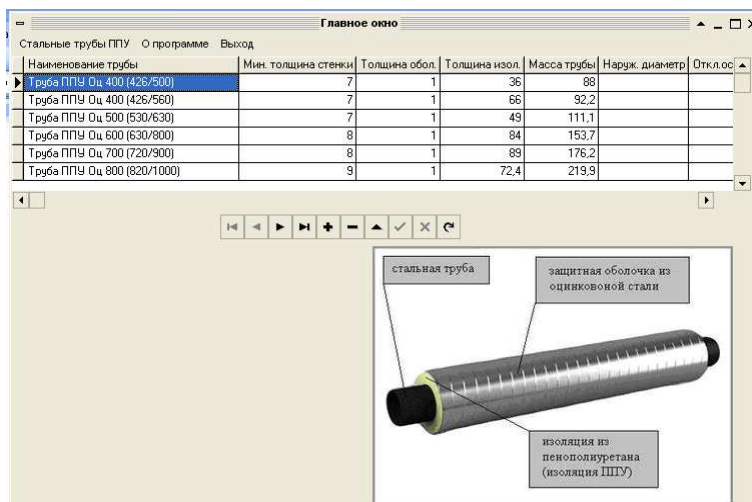 Главное окно
Стальные трубы ППУ О программе Выход
Наименование трубы Мин. толщина стенки Толщина обол. Толщина изол. Масса трубы Наруж. диаметр Откл.ос
Труба ППУ Оц 400 (426/500) 7 1 36 88
Труба ППУ Оц 400 (426/560) 7 1 66 92,2
Труба ППУ Оц 500 (530/630) 7 1 49 111,1
Труба ППУ Оц 600 (630/800) 8 1 84 153,7
Труба ППУ Оц 700 (720/900) 8 1 89 176,2
Труба ППУ Оц 800 (820/1000) 9 1 72,4 219,9
стальная труба
защитная оболочка из
оцинковоной стали
изоляция из
пенополиуретана
(изоляция ППУ)